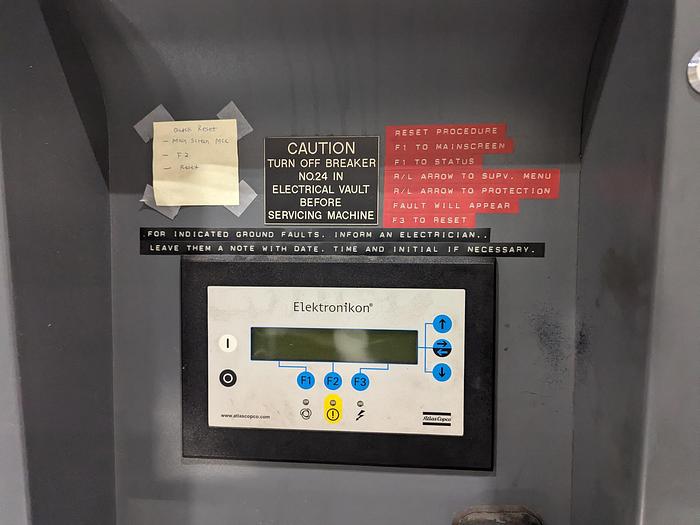 Quick Reset
- Main Screen
- F2
- Reset
CAUTION
TURN OFF BREAKER
NO.24 IN
ELECTRICAL VAULT
BEFORE
SERVICING MACHINE
RESET PROCEDURE
F1 TO MAINSCREEN
F1 TO STATUS
R/L ARROW TO SUPV. MENU
R/L ARROW TO PROTECTION
FAULT WILL APPEAR
F3 TO RESET
.FOR INDICATED GROUND FAULTS. INFORM AN ELECTRICIAN..
LEAVE THEM A NOTE WITH DATE. TIME AND INITIAL IF NECESSARY.
Elektronikon®
F1 F2 F3
www.atlascopco.com
Atlas Copco